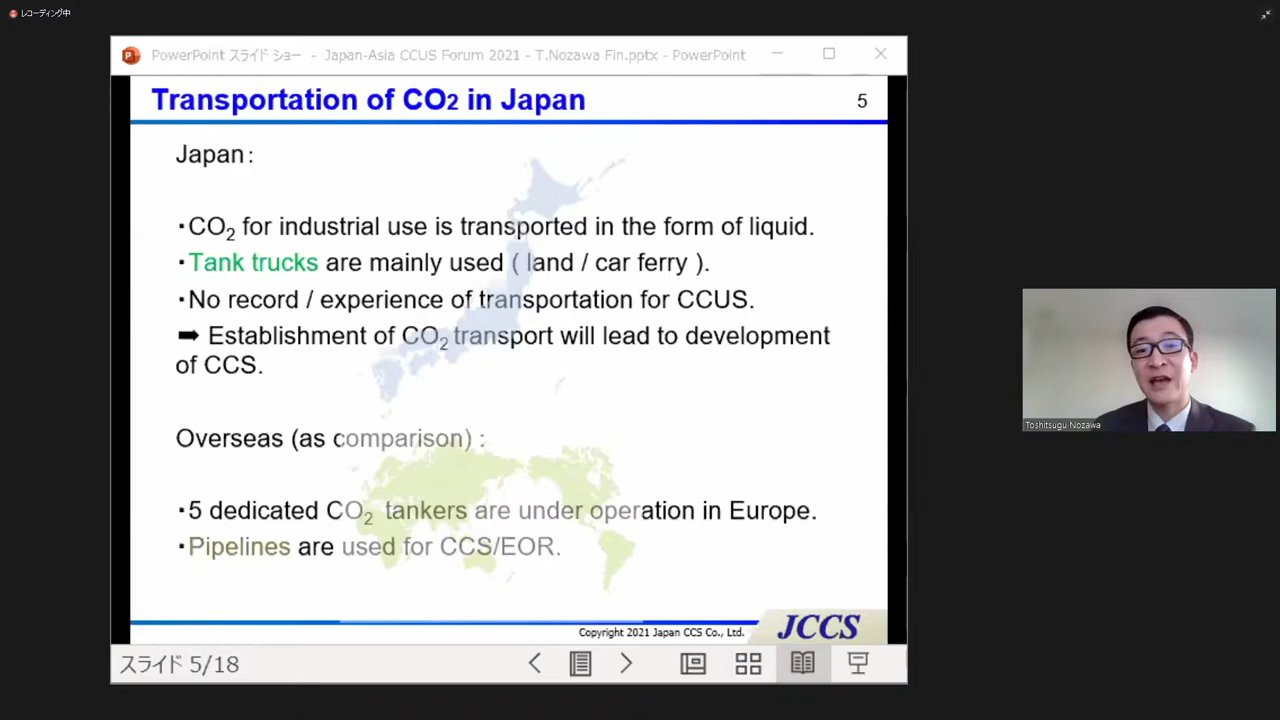 レコーディング中
PowerPoint スライド ショー - Japan-Asia CCUS Forum 2021 - T.Nozawa Fin.pptx - PowerPoint
Transportation of CO2 in Japan
5
Japan:
・CO2 for industrial use is transported in the form of liquid.
・Tank trucks are mainly used ( land / car ferry ).
・No record / experience of transportation for CCUS.
➡ Establishment of CO2 transport will lead to development
of CCS.
Overseas (as comparison) :
・5 dedicated CO2 tankers are under operation in Europe.
・Pipelines are used for CCS/EOR.
Copyright 2021 Japan CCS Co., Ltd.
JCCS
スライド 5/18
Toshitsugu Nozawa